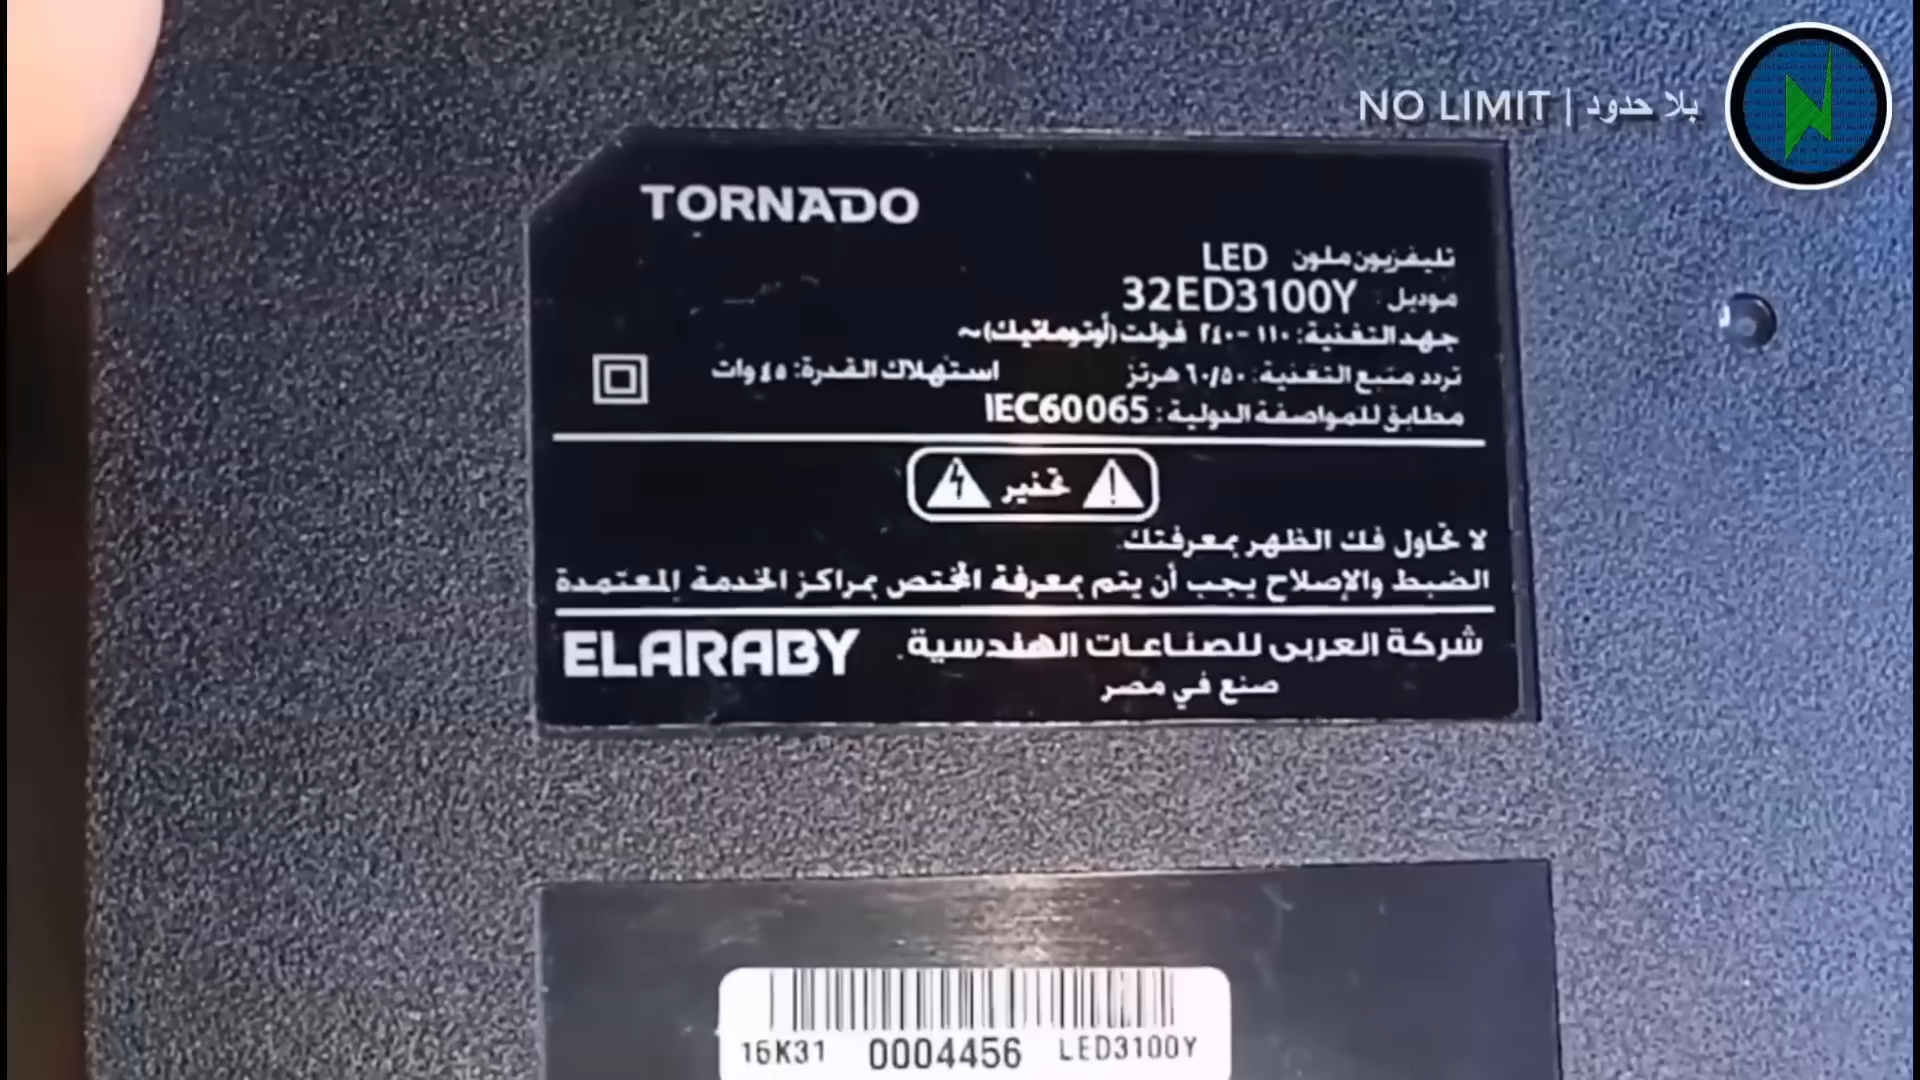 NO LIMIT | بلا حدود
TORNADO
تليفزيون ملون LED
موديل : 32ED3100Y
جهد التغذية: ١١٠ - ٢٤٠ فولت (أوتوماتيك) ~
تردد منبع التغذية: ٦٠/٥٠ هرتز استهلاك القدرة: ٤٥ وات
مطابق للمواصفة الدولية: IEC60065
تحذير
لا تحاول فك الظهر بمعرفتك.
الضبط والإصلاح يجب أن يتم بمعرفة المختص بمراكز الخدمة المعتمدة
شركة العربى للصناعات الهندسية. ELARABY
صنع في مصر
16K31 0004456 LED3100Y